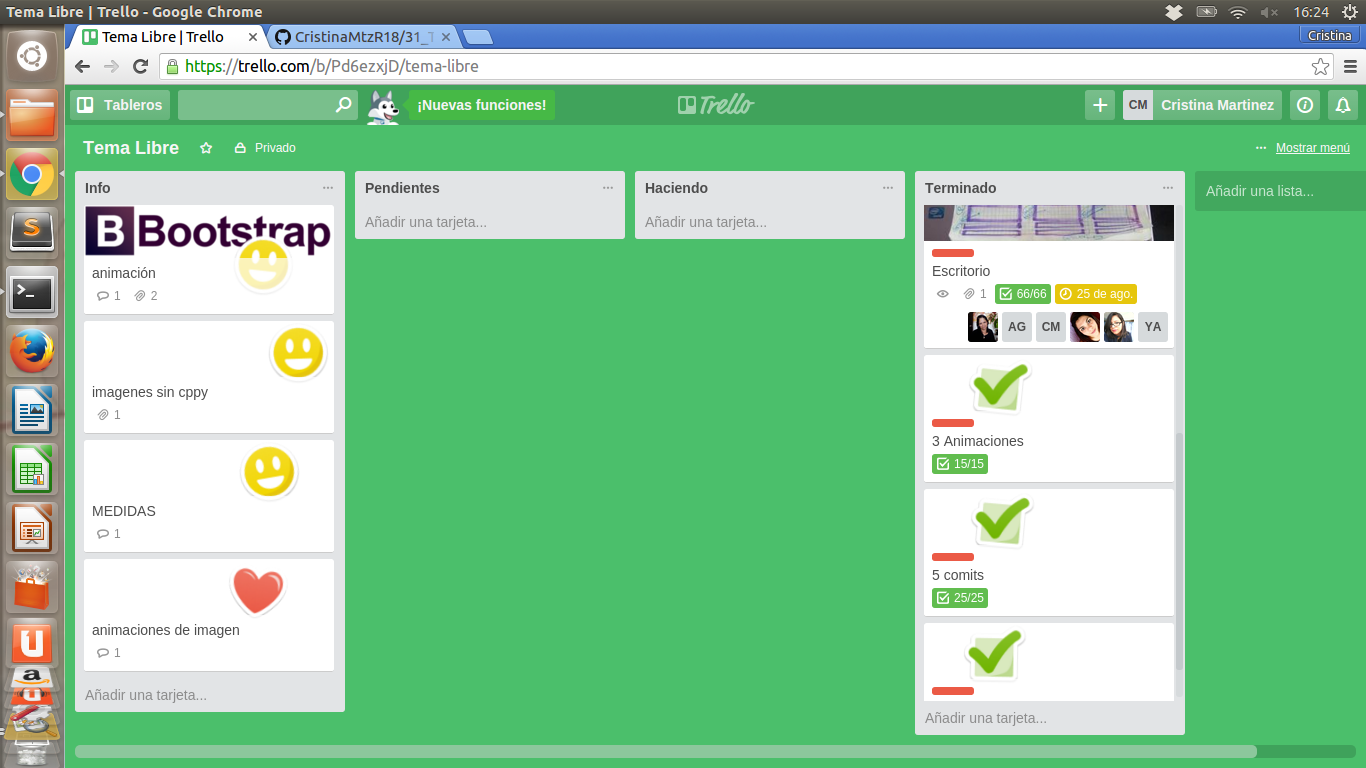 Tema Libre | Trello - Google Chrome
16:24
Tema Libre | Trello
CristinaMtzR18/31_T
Cristina
https://trello.com/b/Pd6ezxjD/tema-libre
Tableros
¡Nuevas funciones!
Trello
CM
Cristina Martinez
Tema Libre
Privado
Mostrar menú
Info
B Bootstrap
animación
1
2
imagenes sin cppy
1
MEDIDAS
1
animaciones de imagen
1
Añadir una tarjeta...
Pendientes
Añadir una tarjeta...
Haciendo
Añadir una tarjeta...
Terminado
Escritorio
1
66/66
25 de ago.
AG
CM
YA
3 Animaciones
15/15
5 comits
25/25
Añadir una tarjeta...
Añadir una lista...